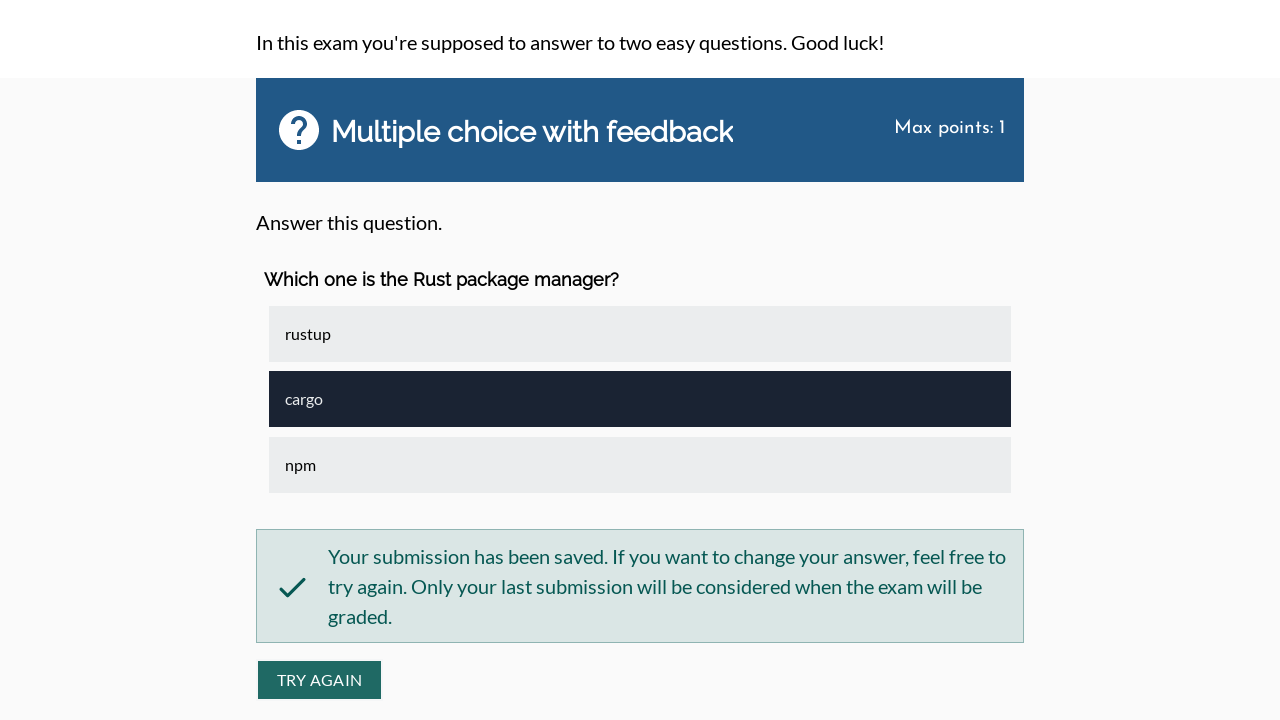 In this exam you're supposed to answer to two easy questions. Good luck!
Multiple choice with feedback
Max points: 1
Answer this question.
Which one is the Rust package manager?
rustup
cargo
npm
Your submission has been saved. If you want to change your answer, feel free to
try again. Only your last submission will be considered when the exam will be
graded.
TRY AGAIN